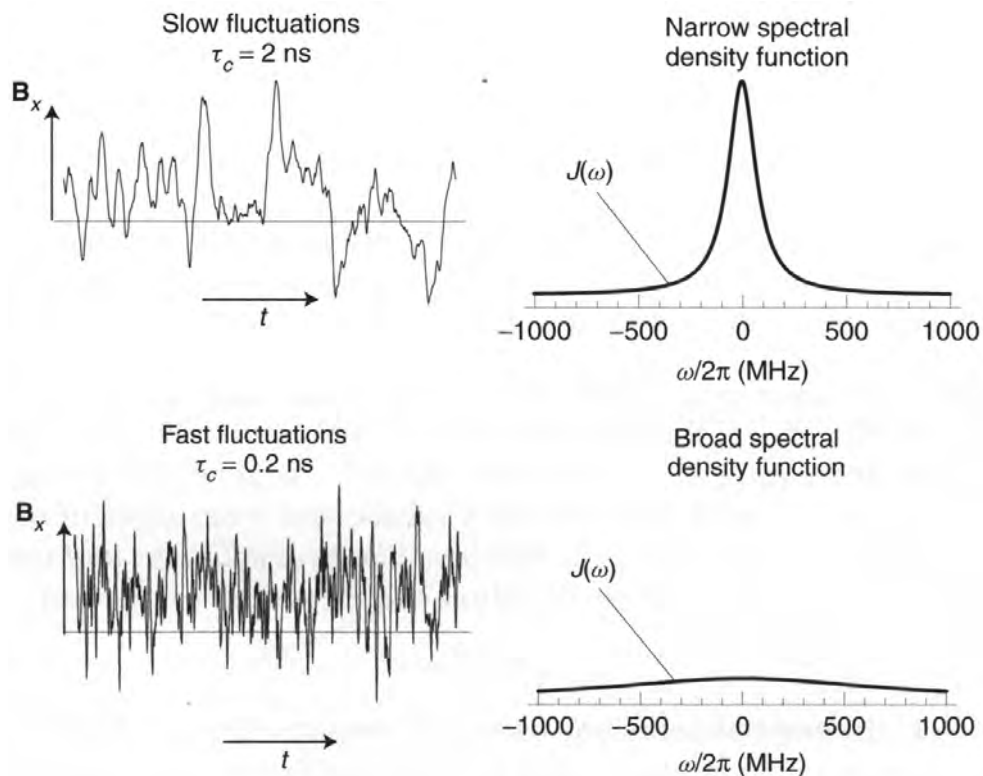 Slow fluctuations
τc = 2 ns
Bx
t
Narrow spectral
density function
J(ω)
−1000 −500 0 500 1000
ω/2π (MHz)
Fast fluctuations
τc = 0.2 ns
Bx
t
Broad spectral
density function
J(ω)
−1000 −500 0 500 1000
ω/2π (MHz)